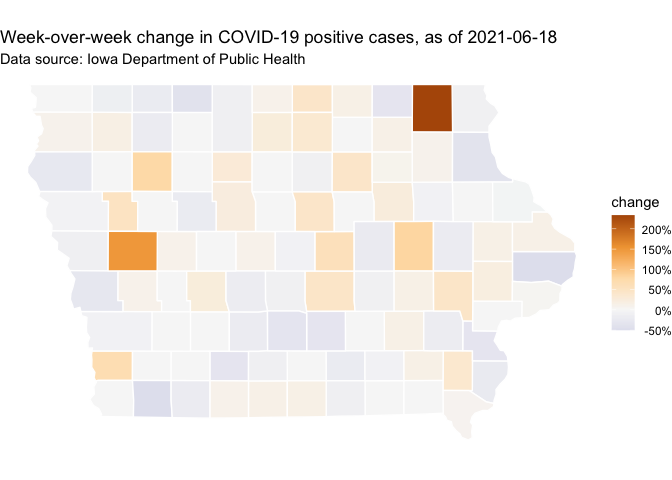 Week-over-week change in COVID-19 positive cases, as of 2021-06-18
Data source: Iowa Department of Public Health
change
200%
150%
100%
50%
0%
-50%